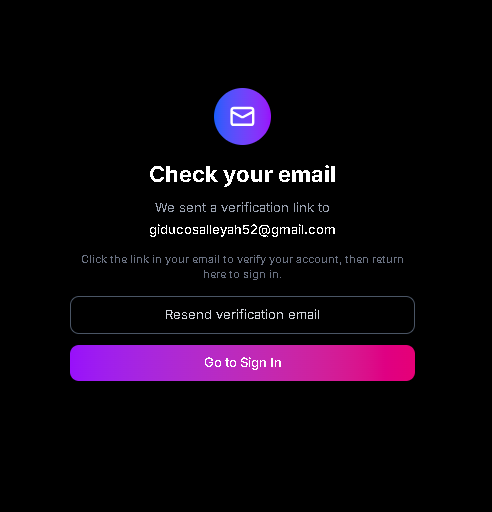 Check your email
We sent a verification link to
giducosalleyah52@gmail.com
Click the link in your email to verify your account, then return
here to sign in.
Resend verification email
Go to Sign In